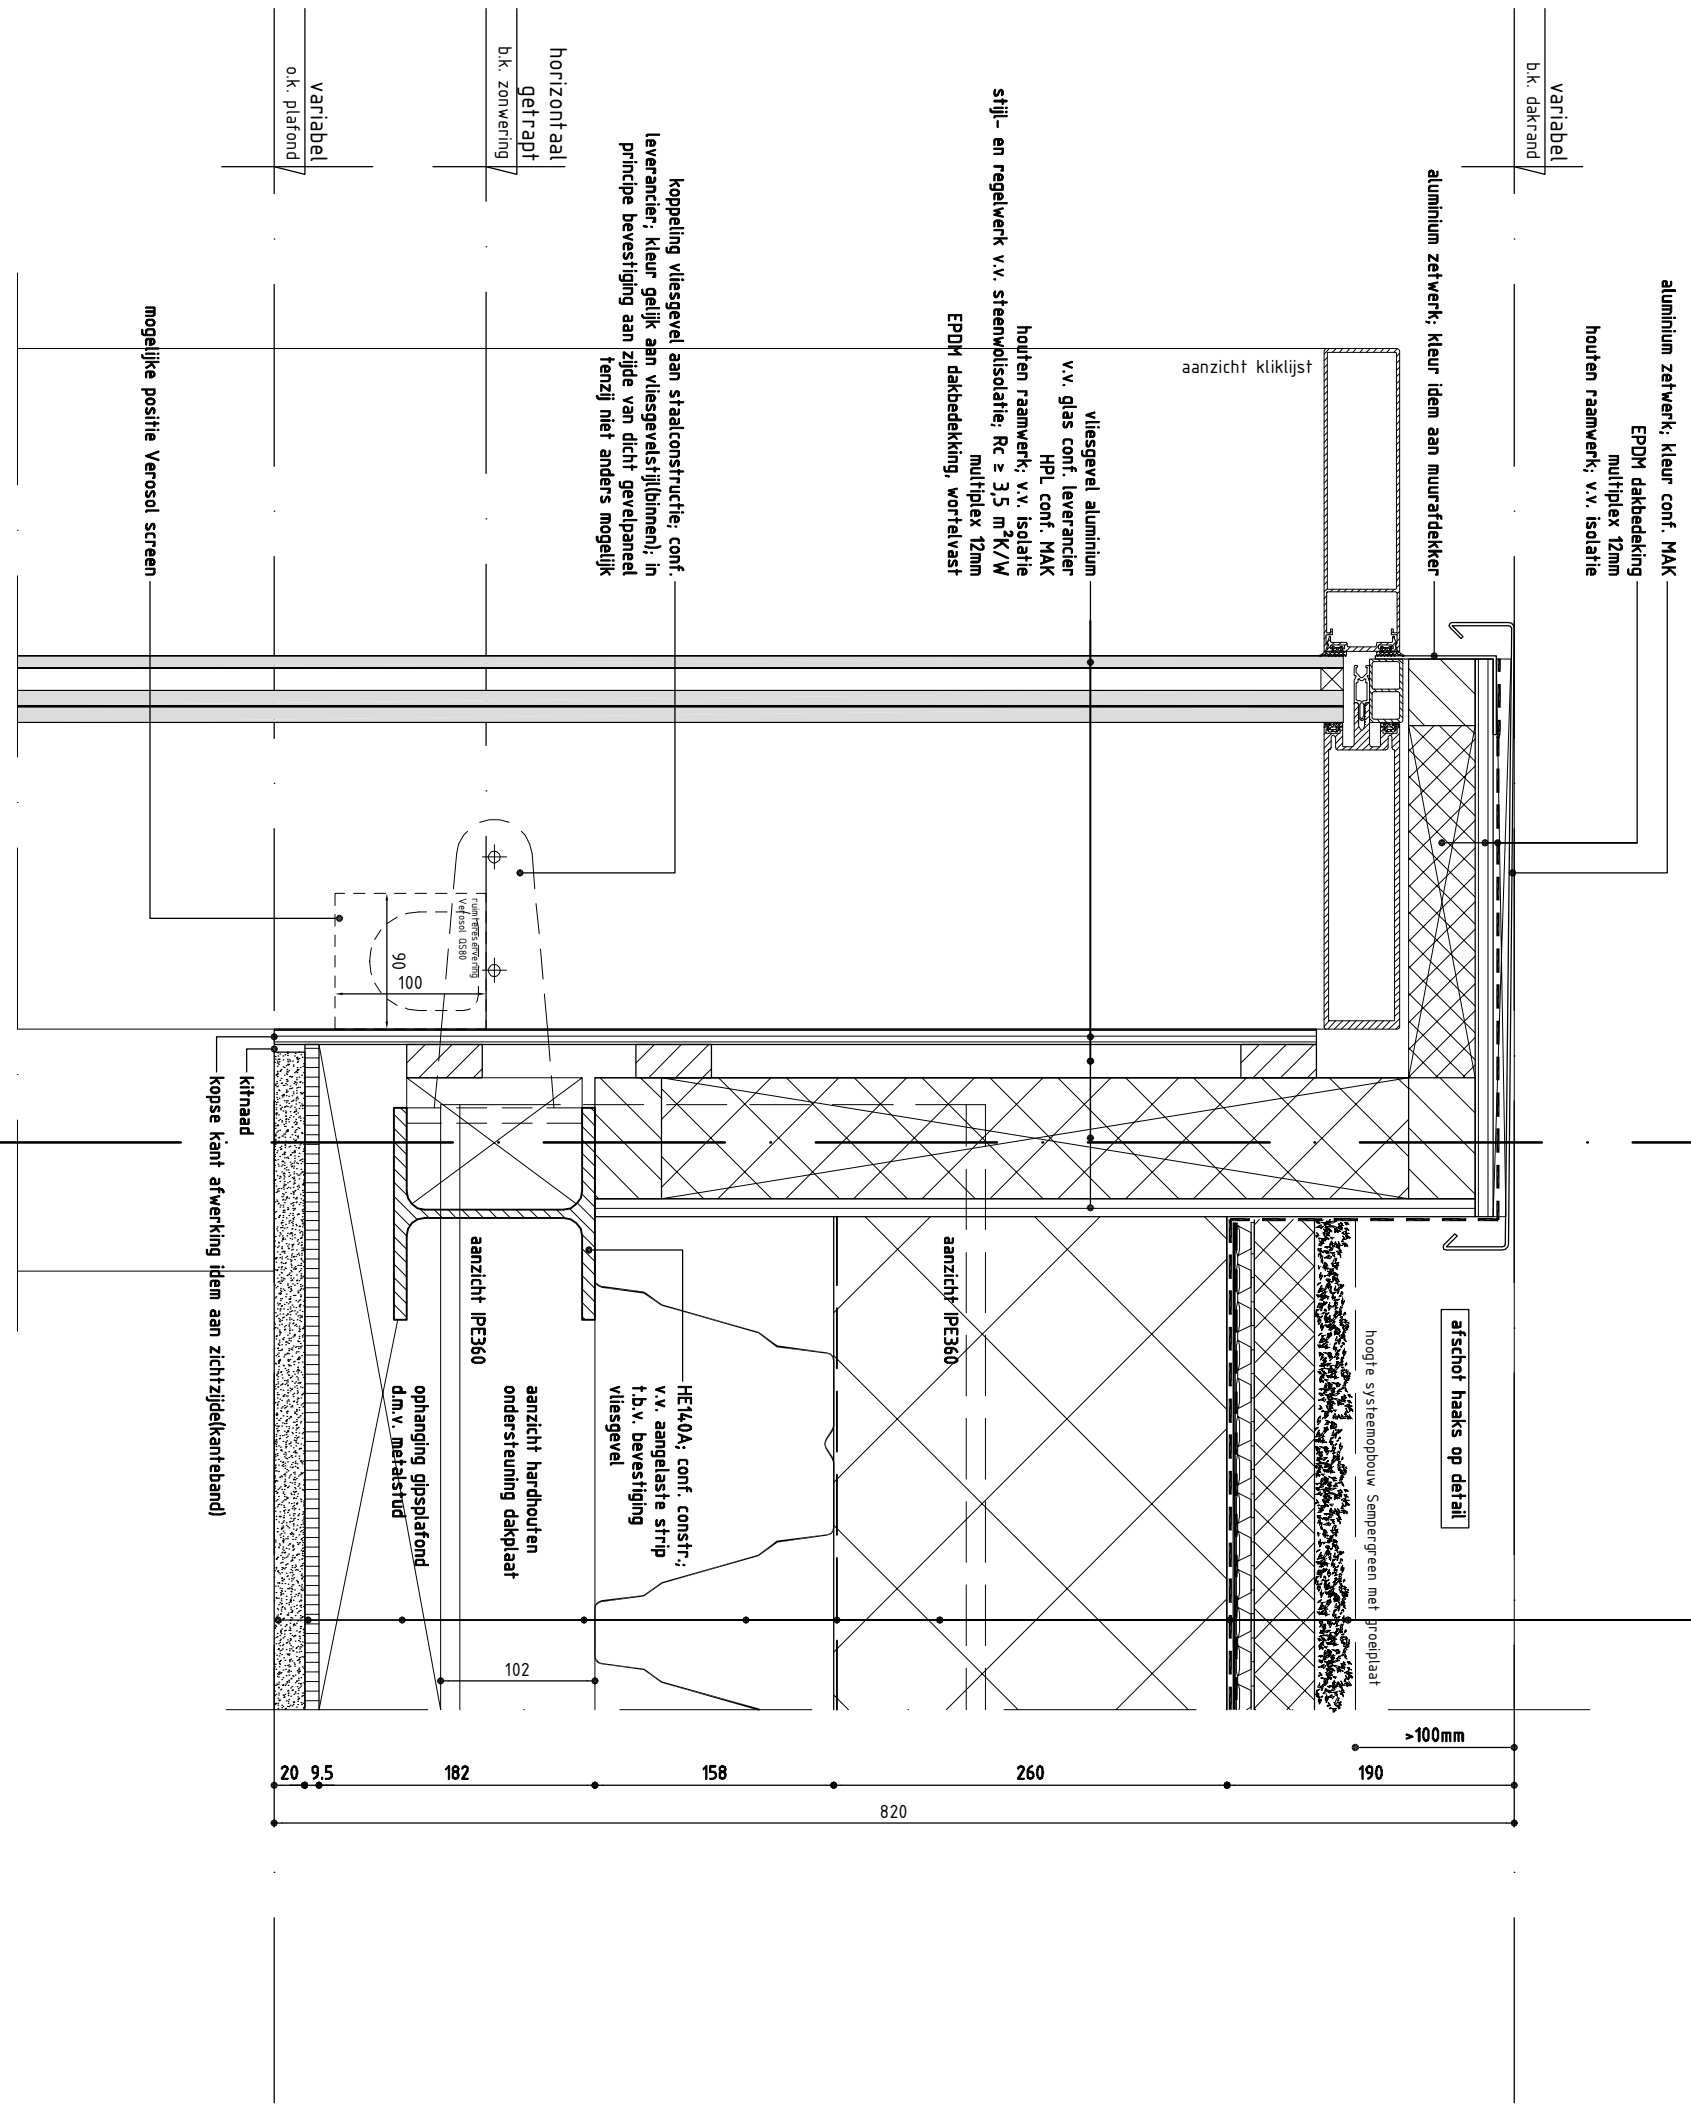 aluminium zetwerk; kleur conf. MAK
EPDM dakbedeking
multiplex 12mm
houten raamwerk; v.v. isolatie
variabel
b.k. dakrand
aluminium zetwerk; kleur idem aan muurafdekker
aanzicht kliklijst
vliesgevel aluminium
v.v. glas conf. leverancier
HPL conf. MAK
houten raamwerk; v.v. isolatie
stijl- en regelwerk v.v. steenwolisolatie; Rc ≥ 3,5 m²K/W
multiplex 12mm
EPDM dakbedekking, wortelvast
koppeling vliesgevel aan staalconstructie; conf.
leverancier; kleur gelijk aan vliesgevelstijl(binnen); in
principe bevestiging aan zijde van dicht gevelpaneel
tenzij niet anders mogelijk
horizontaal
getrapt
b.k. zonwering
variabel
o.k. plafond
mogelijke positie Verosol screen
ruimtereservering
Verosol QS80
90
100
kitnaad
kopse kant afwerking idem aan zichtzijde(kanteband)
afschot haaks op detail
hoogte systeemopbouw Sempergreen met groeiplaat
aanzicht IPE360
HE140A; conf. constr.;
v.v. aangelaste strip
t.b.v. bevestiging
vliesgevel
aanzicht hardhouten
ondersteuning dakplaat
aanzicht IPE360
ophanging gipsplafond
d.m.v. metalstud
102
>100mm
20
9.5
182
158
260
190
820